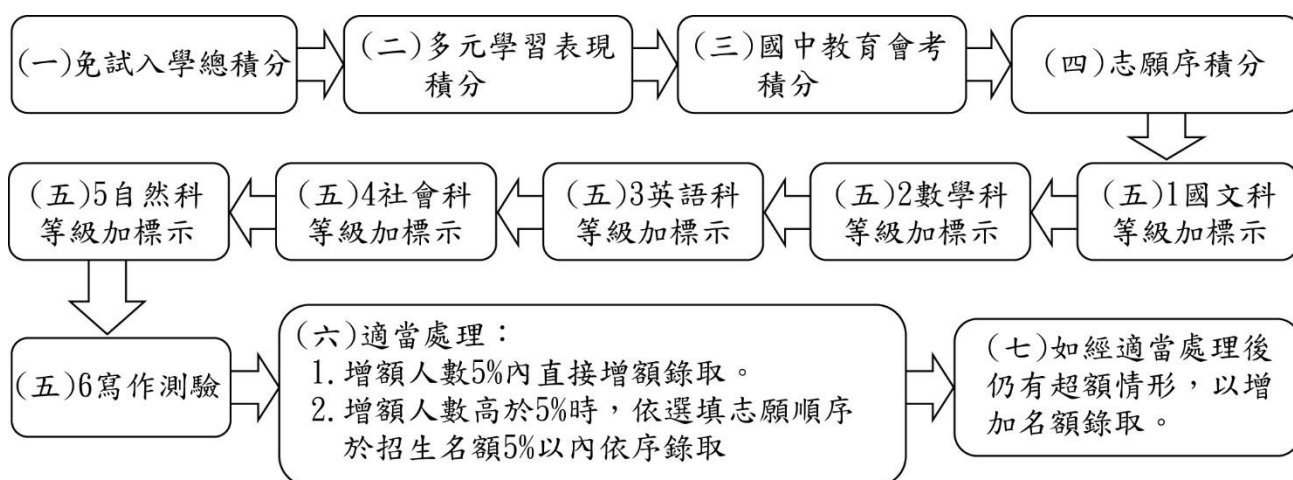 (一)免試入學總積分
(二)多元學習表現
積分
(三)國中教育會考
積分
(四)志願序積分
(五)1國文科
等級加標示
(五)2數學科
等級加標示
(五)3英語科
等級加標示
(五)4社會科
等級加標示
(五)5自然科
等級加標示
(五)6寫作測驗
(六)適當處理：
1.增額人數5%內直接增額錄取。
2.增額人數高於5%時，依選填志願順序
於招生名額5%以內依序錄取
(七)如經適當處理後
仍有超額情形，以增
加名額錄取。